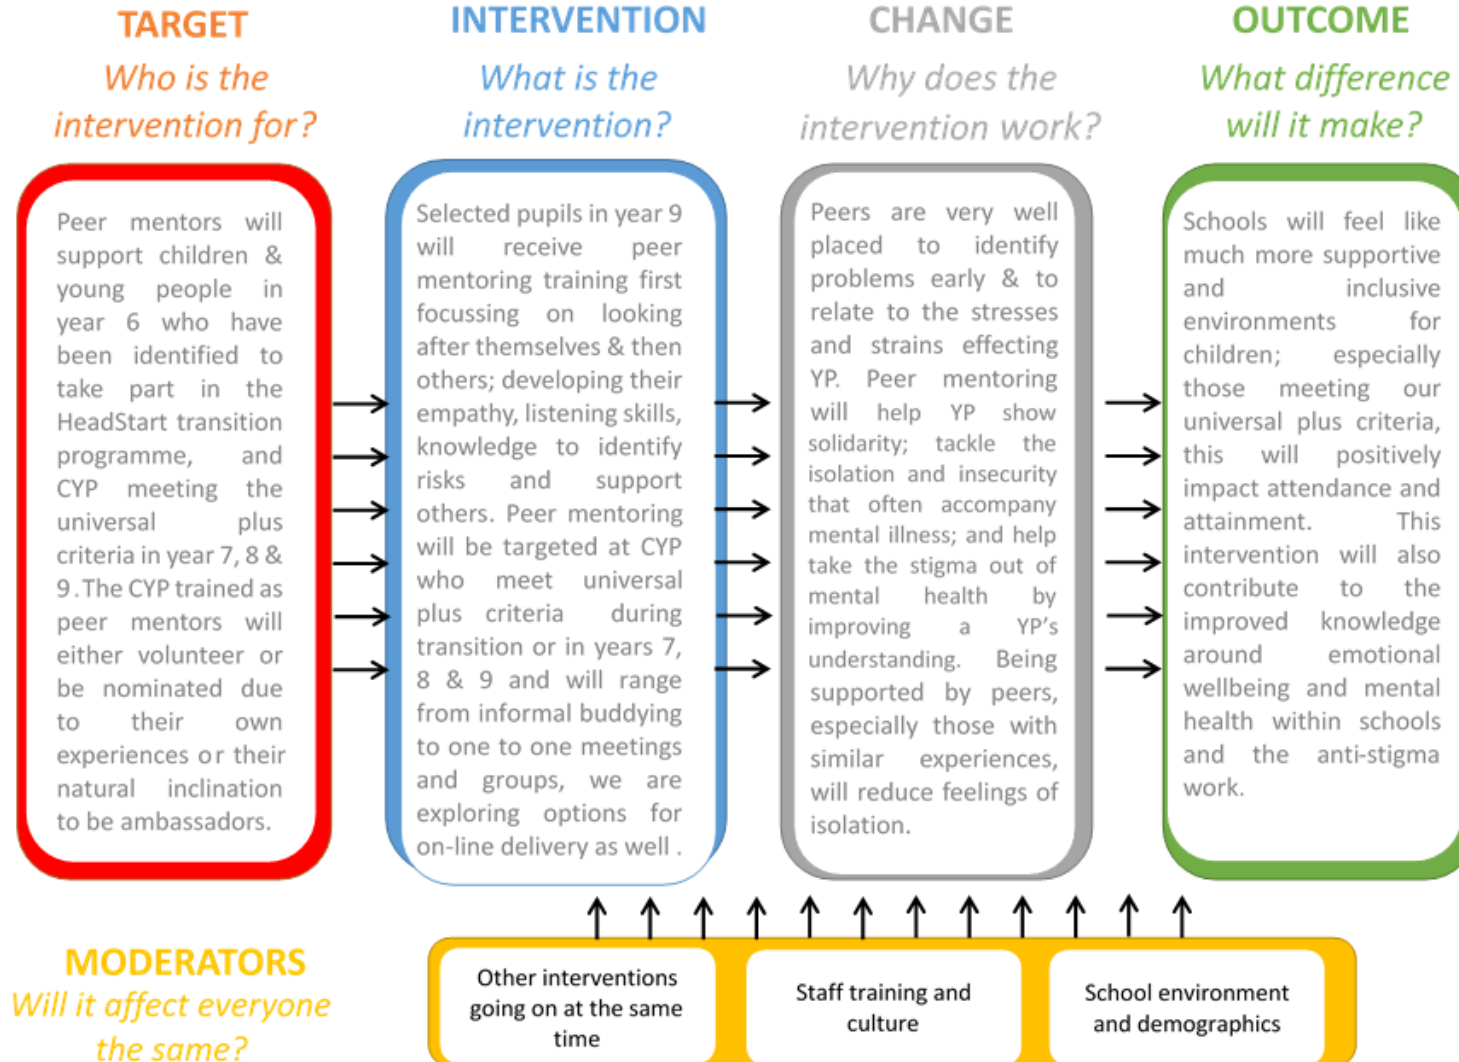 TARGET
Who is the
intervention for?
Peer mentors will
support children &
young people in
year 6 who have
been identified to
take part in the
HeadStart transition
programme, and
CYP meeting the
universal plus
criteria in year 7, 8 &
9. The CYP trained as
peer mentors will
either volunteer or
be nominated due
to their own
experiences or their
natural inclination
to be ambassadors.
INTERVENTION
What is the
intervention?
Selected pupils in year 9
will receive peer
mentoring training first
focussing on looking
after themselves & then
others; developing their
empathy, listening skills,
knowledge to identify
risks and support
others. Peer mentoring
will be targeted at CYP
who meet universal
plus criteria during
transition or in years 7,
8 & 9 and will range
from informal buddying
to one to one meetings
and groups, we are
exploring options for
on-line delivery as well .
CHANGE
Why does the
intervention work?
Peers are very well
placed to identify
problems early & to
relate to the stresses
and strains effecting
YP. Peer mentoring
will help YP show
solidarity; tackle the
isolation and insecurity
that often accompany
mental illness; and help
take the stigma out of
mental health by
improving a YP's
understanding. Being
supported by peers,
especially those with
similar experiences,
will reduce feelings of
isolation.
OUTCOME
What difference
will it make?
Schools will feel like
much more supportive
and inclusive
environments for
children; especially
those meeting our
universal plus criteria,
this will positively
impact attendance and
attainment. This
intervention will also
contribute to the
improved knowledge
around emotional
wellbeing and mental
health within schools
and the anti-stigma
work.
MODERATORS
Will it affect everyone
the same?
Other interventions
going on at the same
time
Staff training and
culture
School environment
and demographics